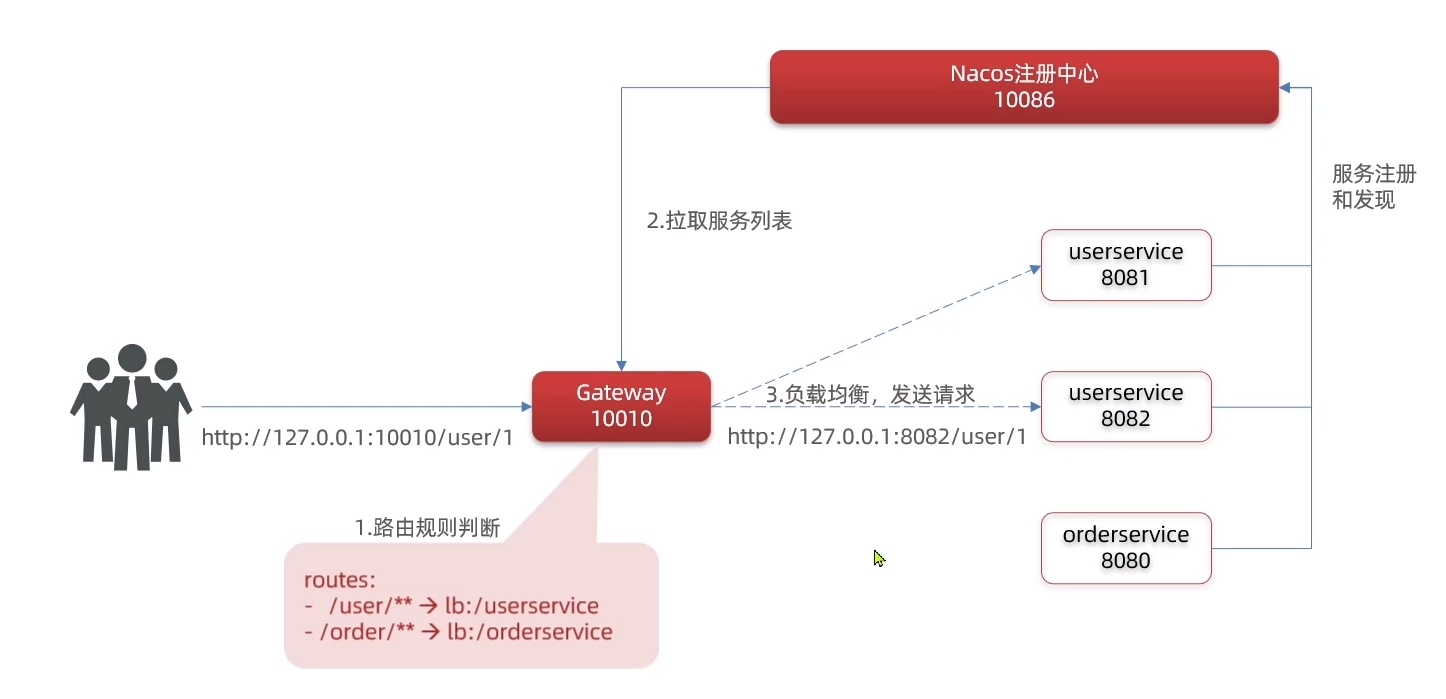 Nacos注册中心
10086
服务注册
和发现
2.拉取服务列表
userservice
8081
Gateway
10010
3.负载均衡，发送请求
userservice
8082
http://127.0.0.1:10010/user/1
http://127.0.0.1:8082/user/1
1.路由规则判断
orderservice
8080
routes:
- /user/** → lb:/userservice
- /order/** → lb:/orderservice